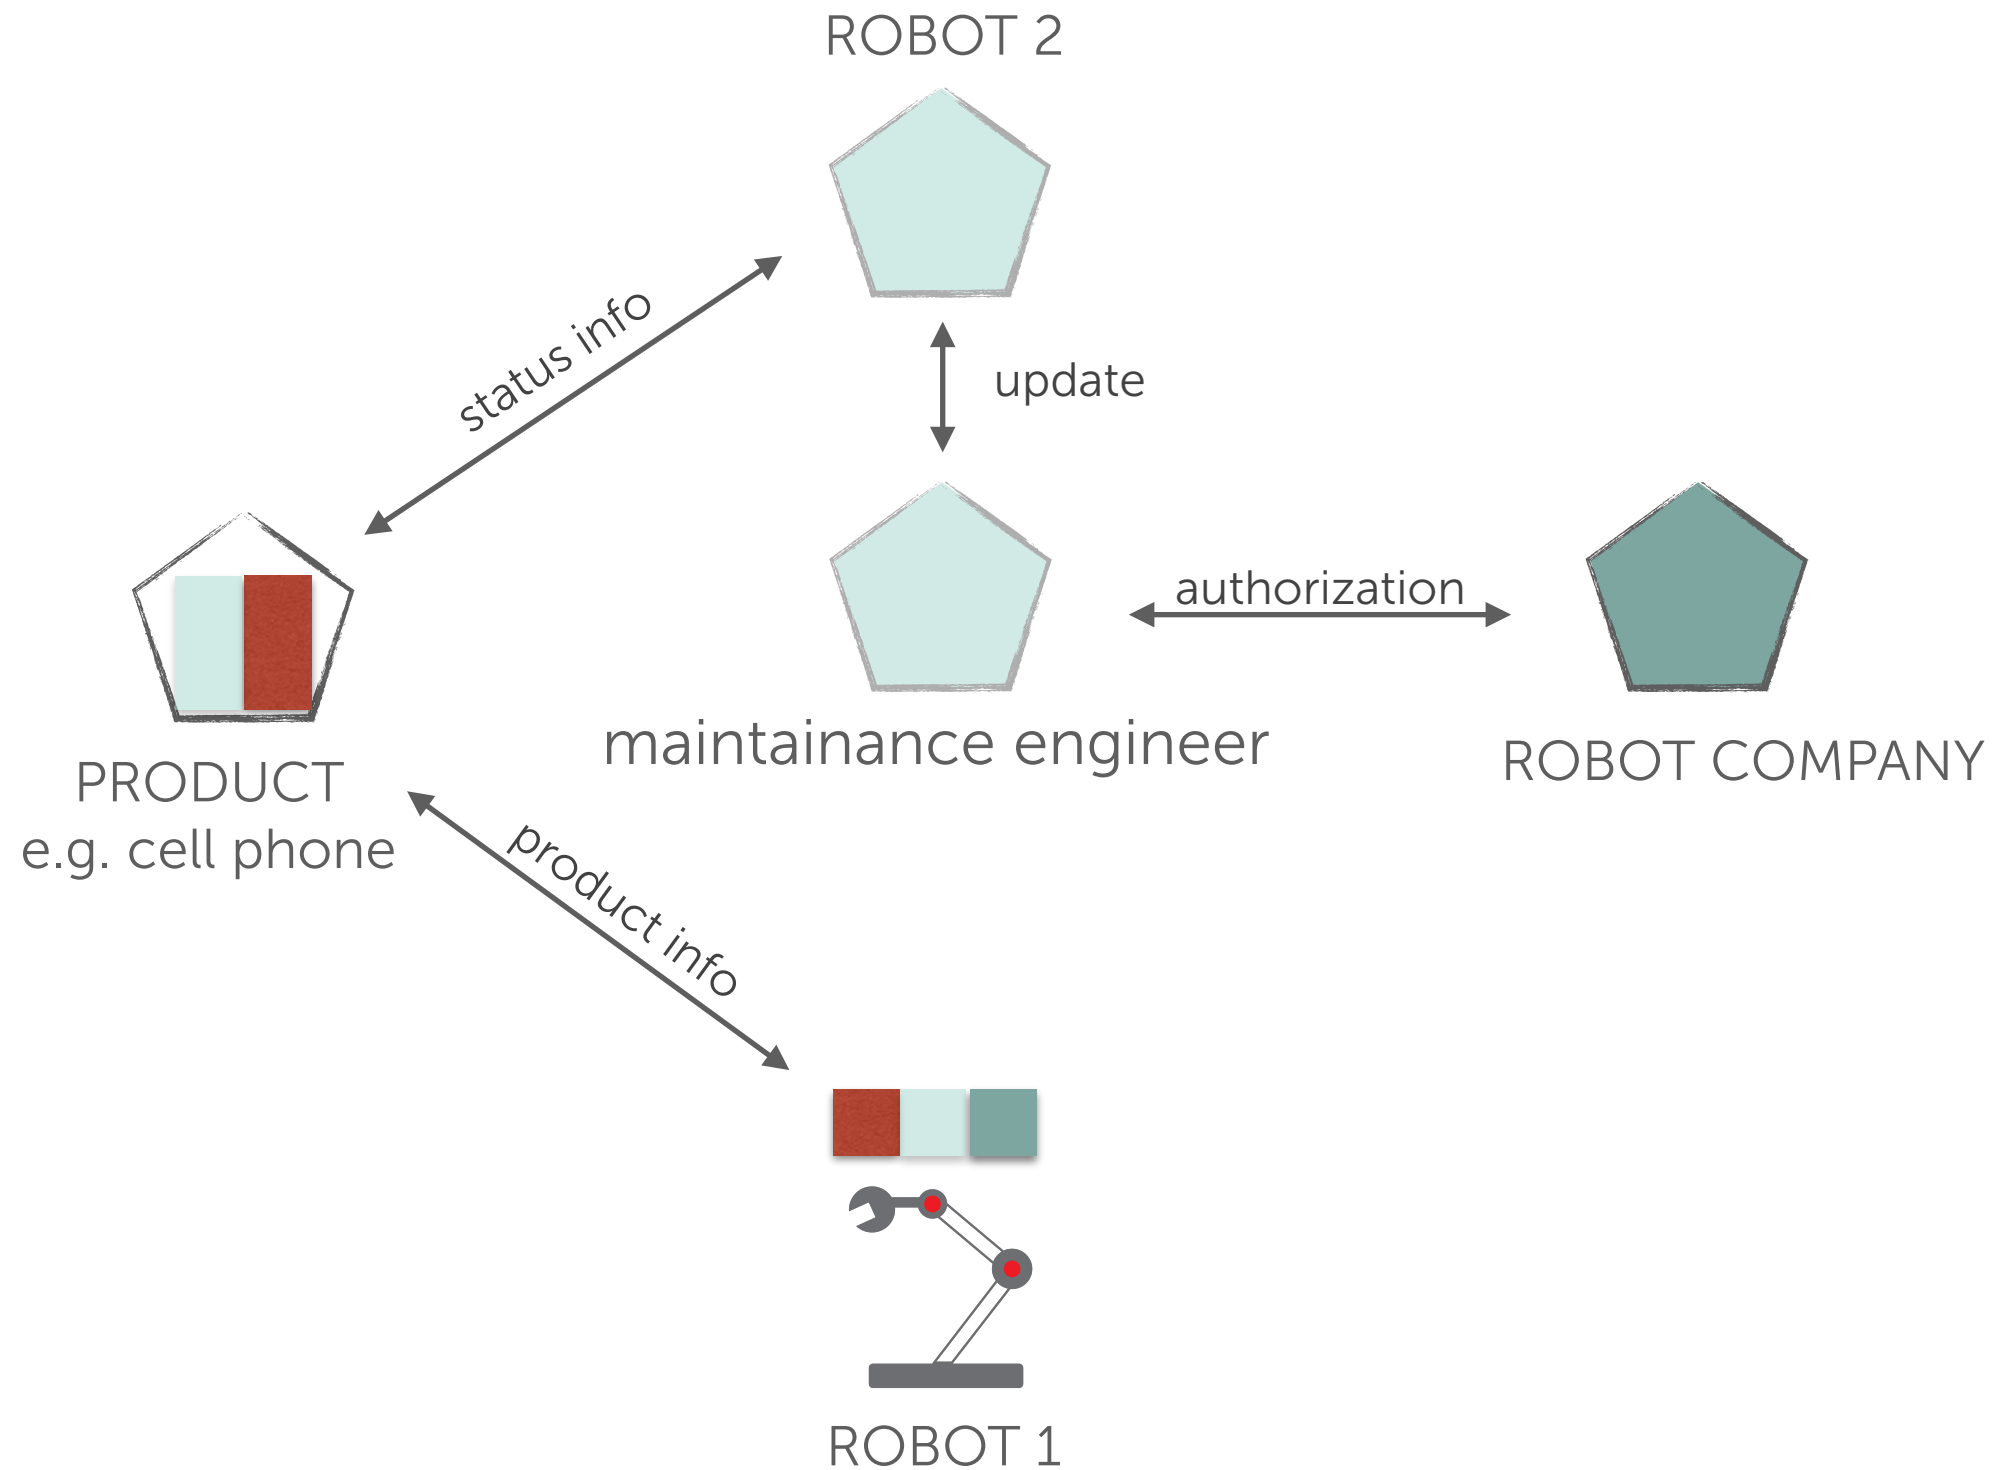 ROBOT 2
status info
update
authorization
maintainance engineer
ROBOT COMPANY
PRODUCT
e.g. cell phone
product info
ROBOT 1